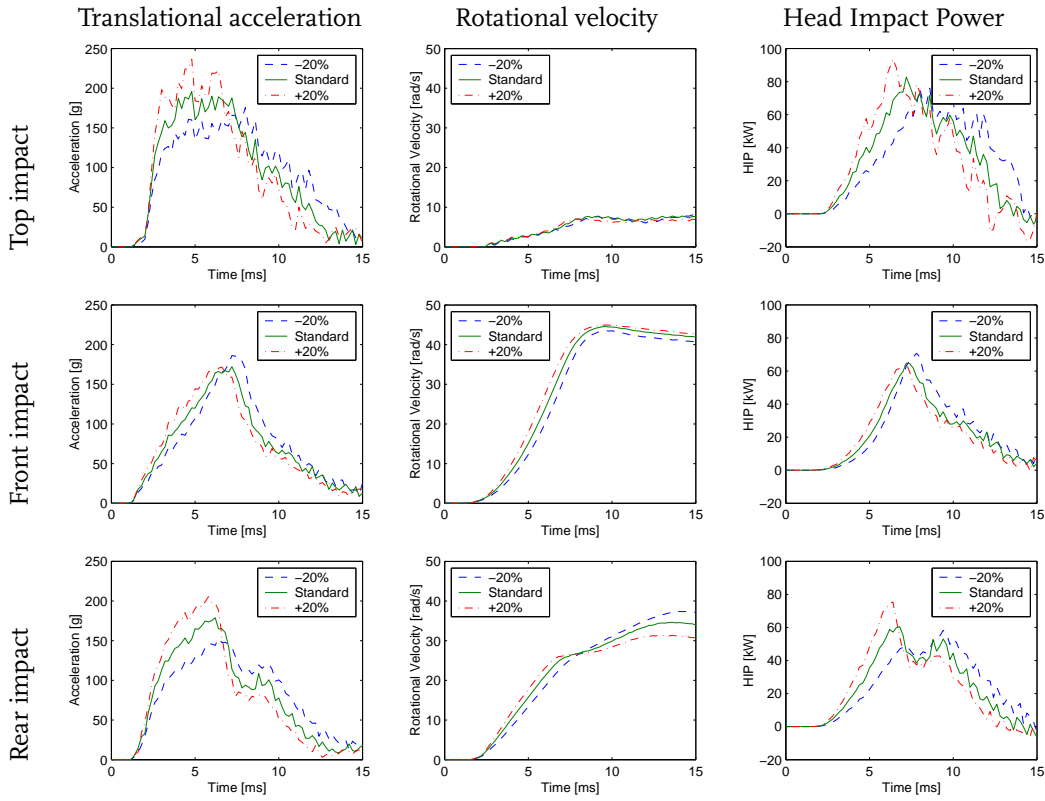 Translational acceleration
Rotational velocity
Head Impact Power
Top impact
250
200
150
100
50
0
Acceleration [g]
−20%
Standard
+20%
0 5 10 15
Time [ms]
50
40
30
20
10
0
Rotational Velocity [rad/s]
−20%
Standard
+20%
0 5 10 15
Time [ms]
100
80
60
40
20
0
−20
HIP [kW]
−20%
Standard
+20%
0 5 10 15
Time [ms]
Front impact
250
200
150
100
50
0
Acceleration [g]
−20%
Standard
+20%
0 5 10 15
Time [ms]
50
40
30
20
10
0
Rotational Velocity [rad/s]
−20%
Standard
+20%
0 5 10 15
Time [ms]
100
80
60
40
20
0
−20
HIP [kW]
−20%
Standard
+20%
0 5 10 15
Time [ms]
Rear impact
250
200
150
100
50
0
Acceleration [g]
−20%
Standard
+20%
0 5 10 15
Time [ms]
50
40
30
20
10
0
Rotational Velocity [rad/s]
−20%
Standard
+20%
0 5 10 15
Time [ms]
100
80
60
40
20
0
−20
HIP [kW]
−20%
Standard
+20%
0 5 10 15
Time [ms]